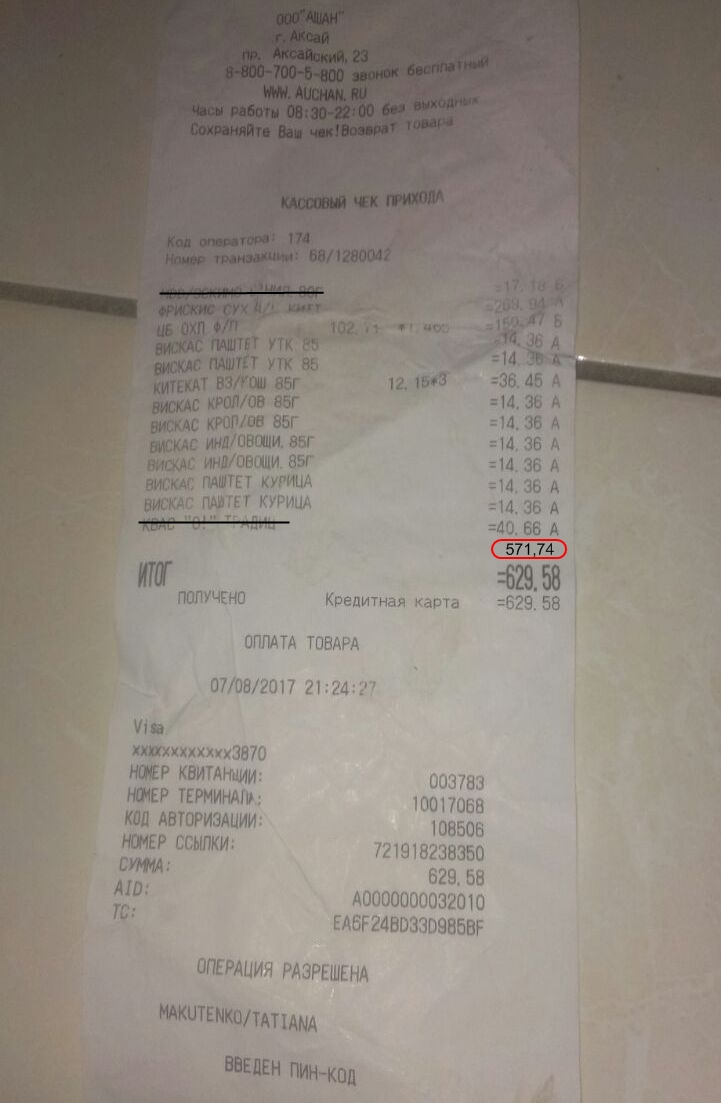 ООО"АШАН"
г. Аксай
пр. Аксайский, 23
8-800-700-5-800 звонок бесплатный
WWW. AUCHAN. RU
Часы работы 08:30-22:00 без выходных
Сохраняйте Ваш чек!Возврат товара
КАССОВЫЙ ЧЕК ПРИХОДА
Код оператора: 174
Номер транзакции: 68/1280042
80Г =17.18 Б
ФРИСКИС СУХ =269.94 А
ЦБ ОХЛ Ф/П =150.47 Б
ВИСКАС ПАШТЕТ УТК 85 =14.36 А
ВИСКАС ПАШТЕТ УТК 85 =14.36 А
КИТЕКАТ ВЗ/КОШ 85Г 12.15*3 =36.45 А
ВИСКАС КРОЛ/ОВ 85Г =14.36 А
ВИСКАС КРОЛ/ОВ 85Г =14.36 А
ВИСКАС ИНД/ОВОЩИ, 85Г =14.36 А
ВИСКАС ИНД/ОВОЩИ, 85Г =14.36 А
ВИСКАС ПАШТЕТ КУРИЦА =14.36 А
ВИСКАС ПАШТЕТ КУРИЦА =14.36 А
КВАС "О!" ТРАДИЦ =40.66 А
571,74
ИТОГ =629.58
ПОЛУЧЕНО Кредитная карта =629.58
ОПЛАТА ТОВАРА
07/08/2017 21:24:27
Visa
xxxxxxxxxxxx3870
НОМЕР КВИТАНЦИИ: 003783
НОМЕР ТЕРМИНАЛА: 10017068
КОД АВТОРИЗАЦИИ: 108506
НОМЕР ССЫЛКИ: 721918238350
СУММА: 629,58
AID: A0000000032010
TC: EA6F24BD33D985BF
ОПЕРАЦИЯ РАЗРЕШЕНА
MAKUTENKO/TATIANA
ВВЕДЕН ПИН-КОД